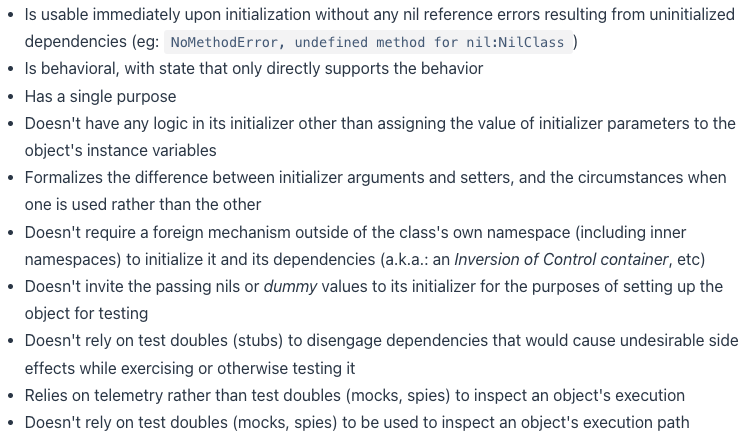 • Is usable immediately upon initialization without any nil reference errors resulting from uninitialized
dependencies (eg: NoMethodError, undefined method for nil:NilClass )
• Is behavioral, with state that only directly supports the behavior
• Has a single purpose
• Doesn't have any logic in its initializer other than assigning the value of initializer parameters to the
object's instance variables
• Formalizes the difference between initializer arguments and setters, and the circumstances when
one is used rather than the other
• Doesn't require a foreign mechanism outside of the class's own namespace (including inner
namespaces) to initialize it and its dependencies (a.k.a.: an Inversion of Control container, etc)
• Doesn't invite the passing nils or dummy values to its initializer for the purposes of setting up the
object for testing
• Doesn't rely on test doubles (stubs) to disengage dependencies that would cause undesirable side
effects while exercising or otherwise testing it
• Relies on telemetry rather than test doubles (mocks, spies) to inspect an object's execution
• Doesn't rely on test doubles (mocks, spies) to be used to inspect an object's execution path